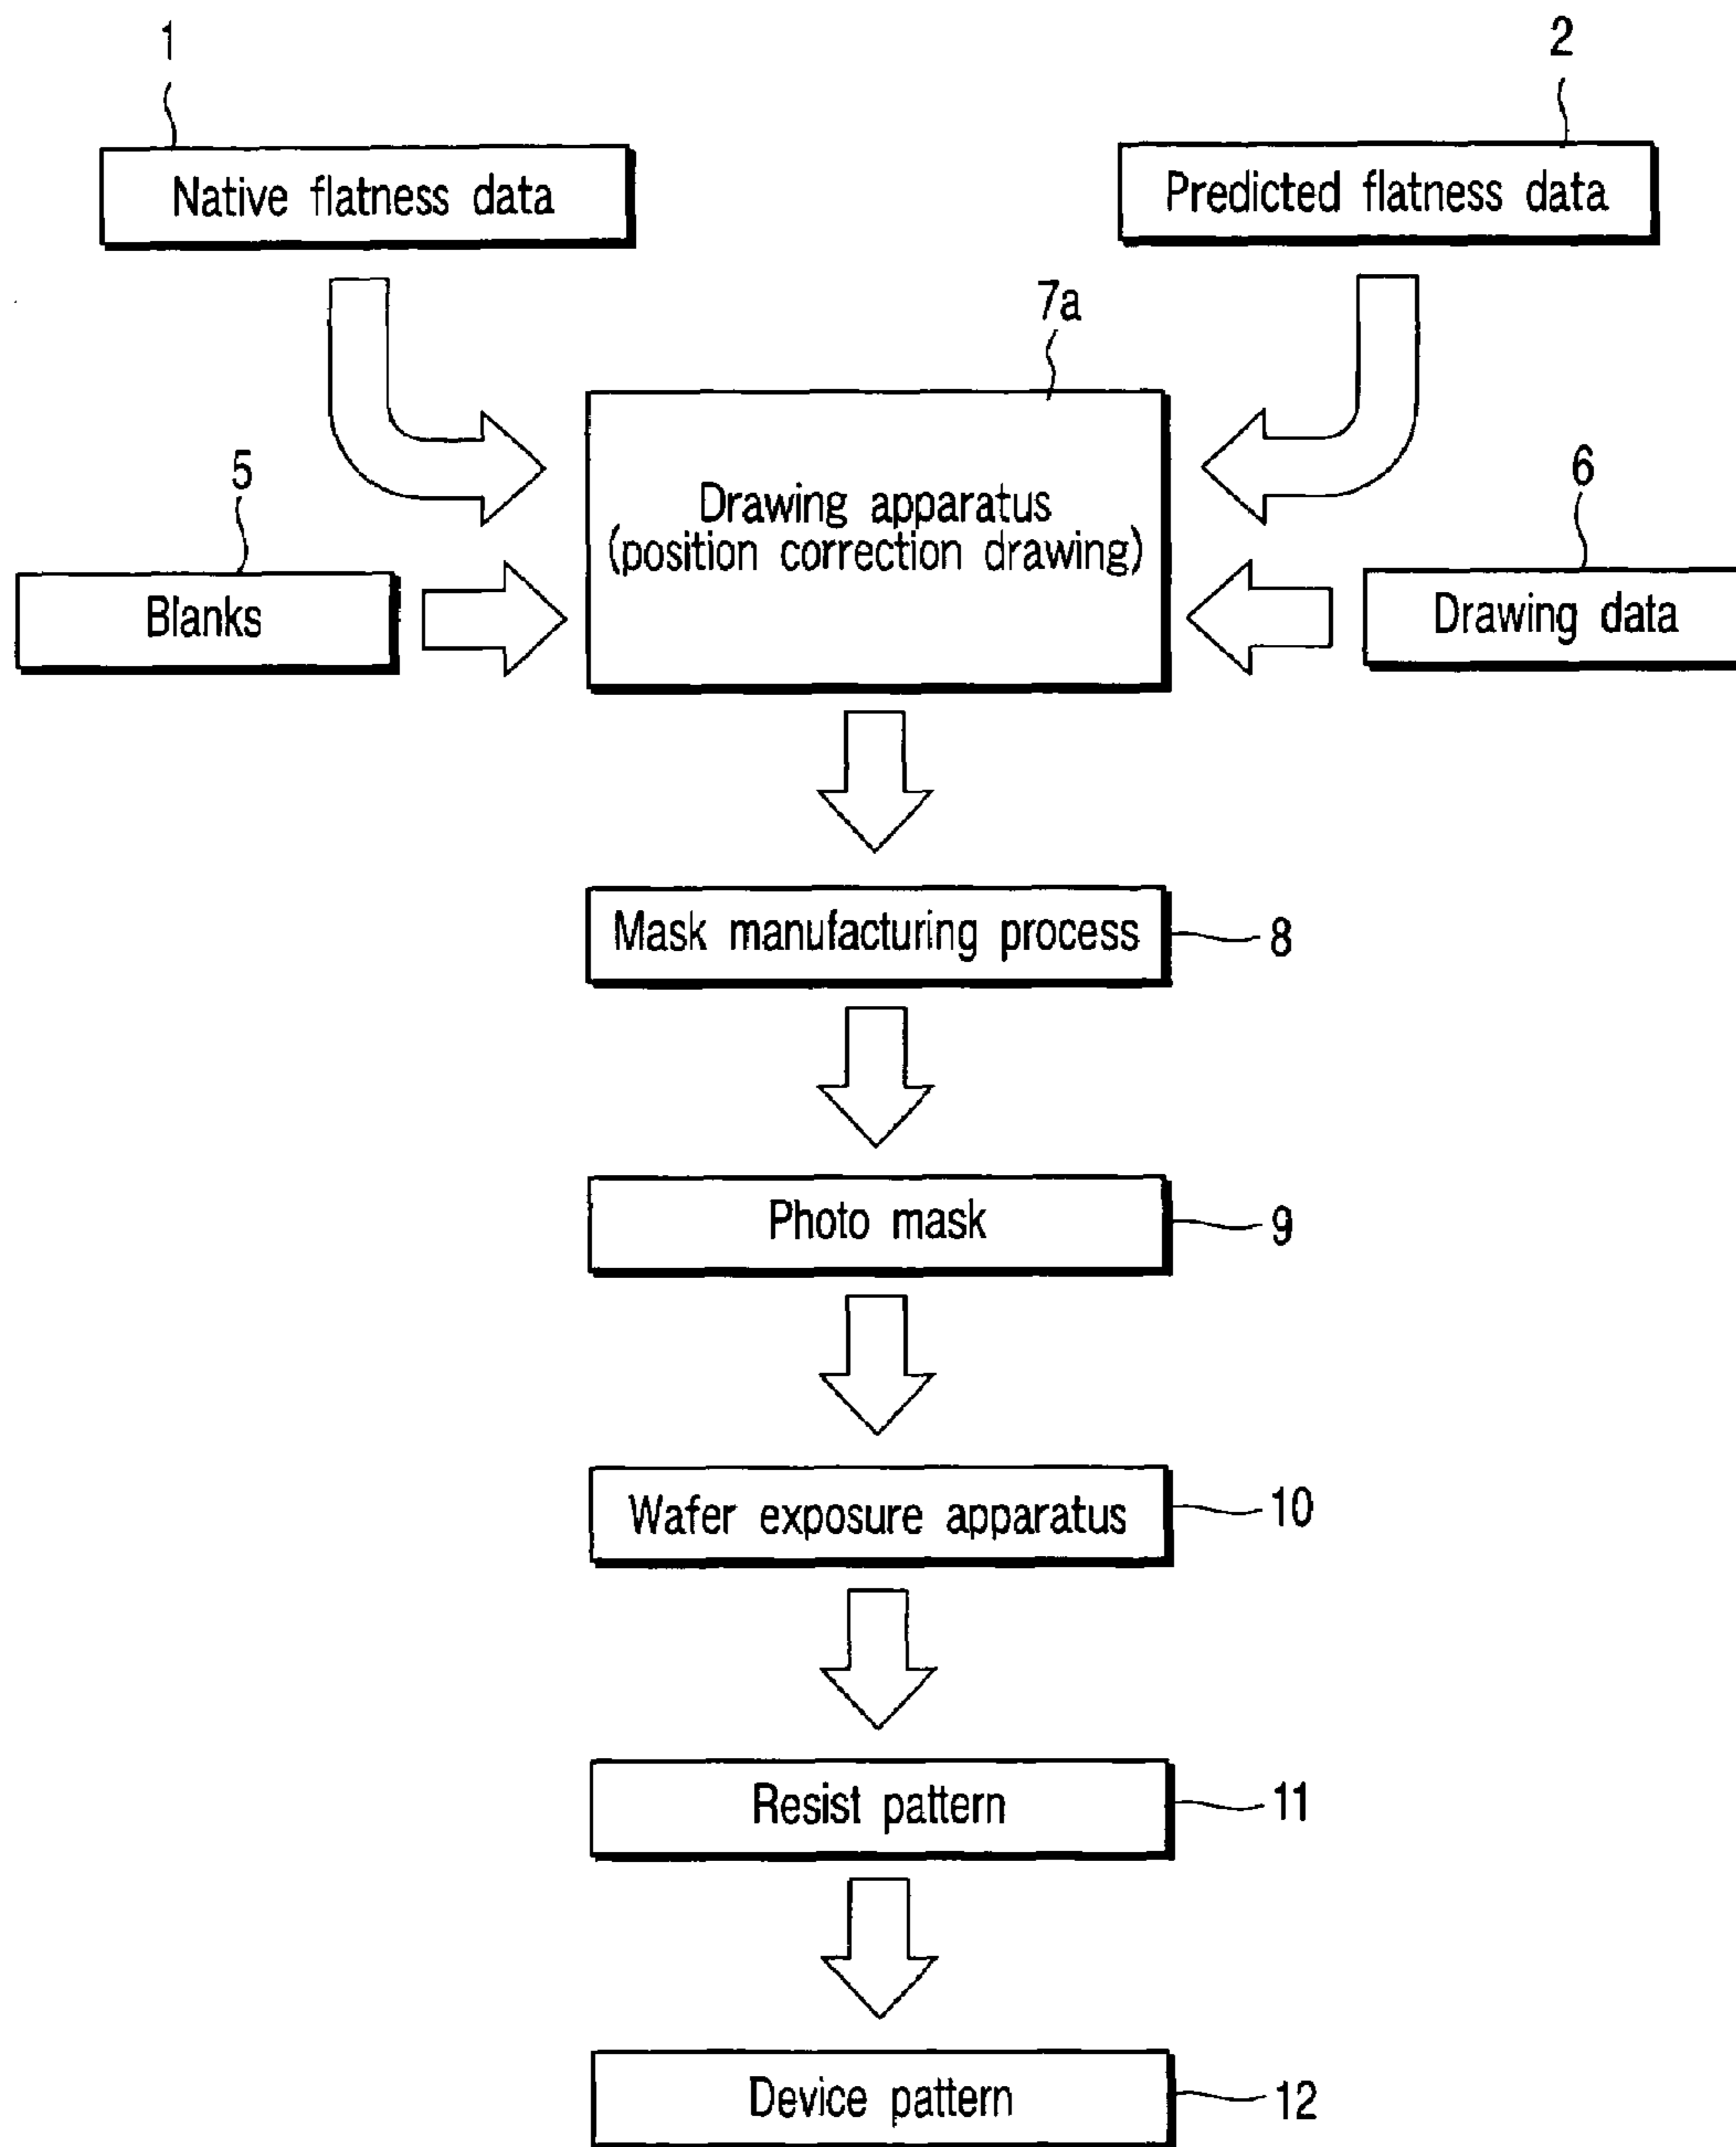 1
2
Native flatness data
Predicted flatness data
7a
Drawing apparatus
(position correction drawing)
5
6
Blanks
Drawing data
Mask manufacturing process
8
Photo mask
9
Wafer exposure apparatus
10
Resist pattern
11
Device pattern
12